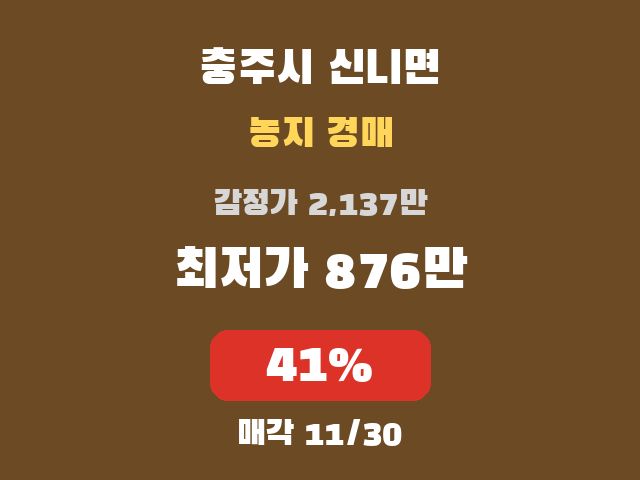 충주시 신니면
농지 경매
감정가 2,137만
최저가 876만
41%
매각 11/30